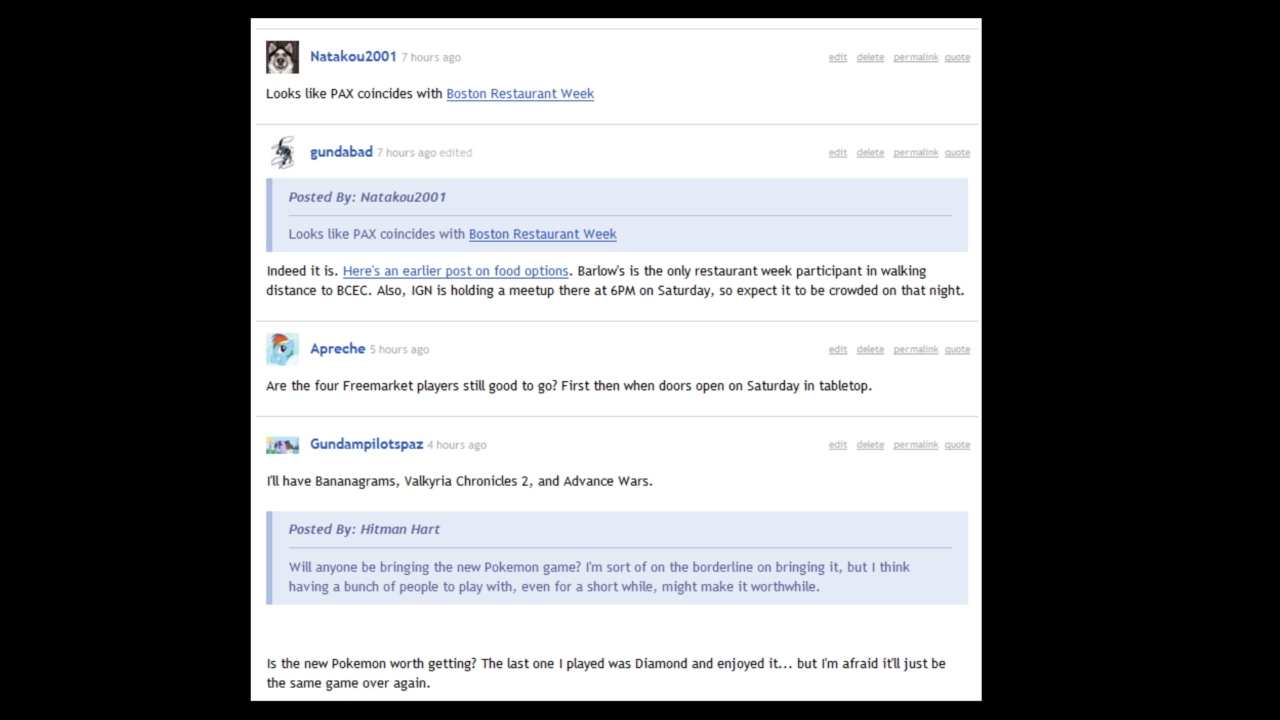 Natakou2001 7 hours ago edit delete permalink quote
Looks like PAX coincides with Boston Restaurant Week
gundabad 7 hours ago edited edit delete permalink quote
Posted By: Natakou2001
Looks like PAX coincides with Boston Restaurant Week
Indeed it is. Here's an earlier post on food options. Barlow's is the only restaurant week participant in walking
distance to BCEC. Also, IGN is holding a meetup there at 6PM on Saturday, so expect it to be crowded on that night.
Apreche 5 hours ago edit delete permalink quote
Are the four Freemarket players still good to go? First then when doors open on Saturday in tabletop.
Gundampilotspaz 4 hours ago edit delete permalink quote
I'll have Bananagrams, Valkyria Chronicles 2, and Advance Wars.
Posted By: Hitman Hart
Will anyone be bringing the new Pokemon game? I'm sort of on the borderline on bringing it, but I think
having a bunch of people to play with, even for a short while, might make it worthwhile.
Is the new Pokemon worth getting? The last one I played was Diamond and enjoyed it... but I'm afraid it'll just be
the same game over again.